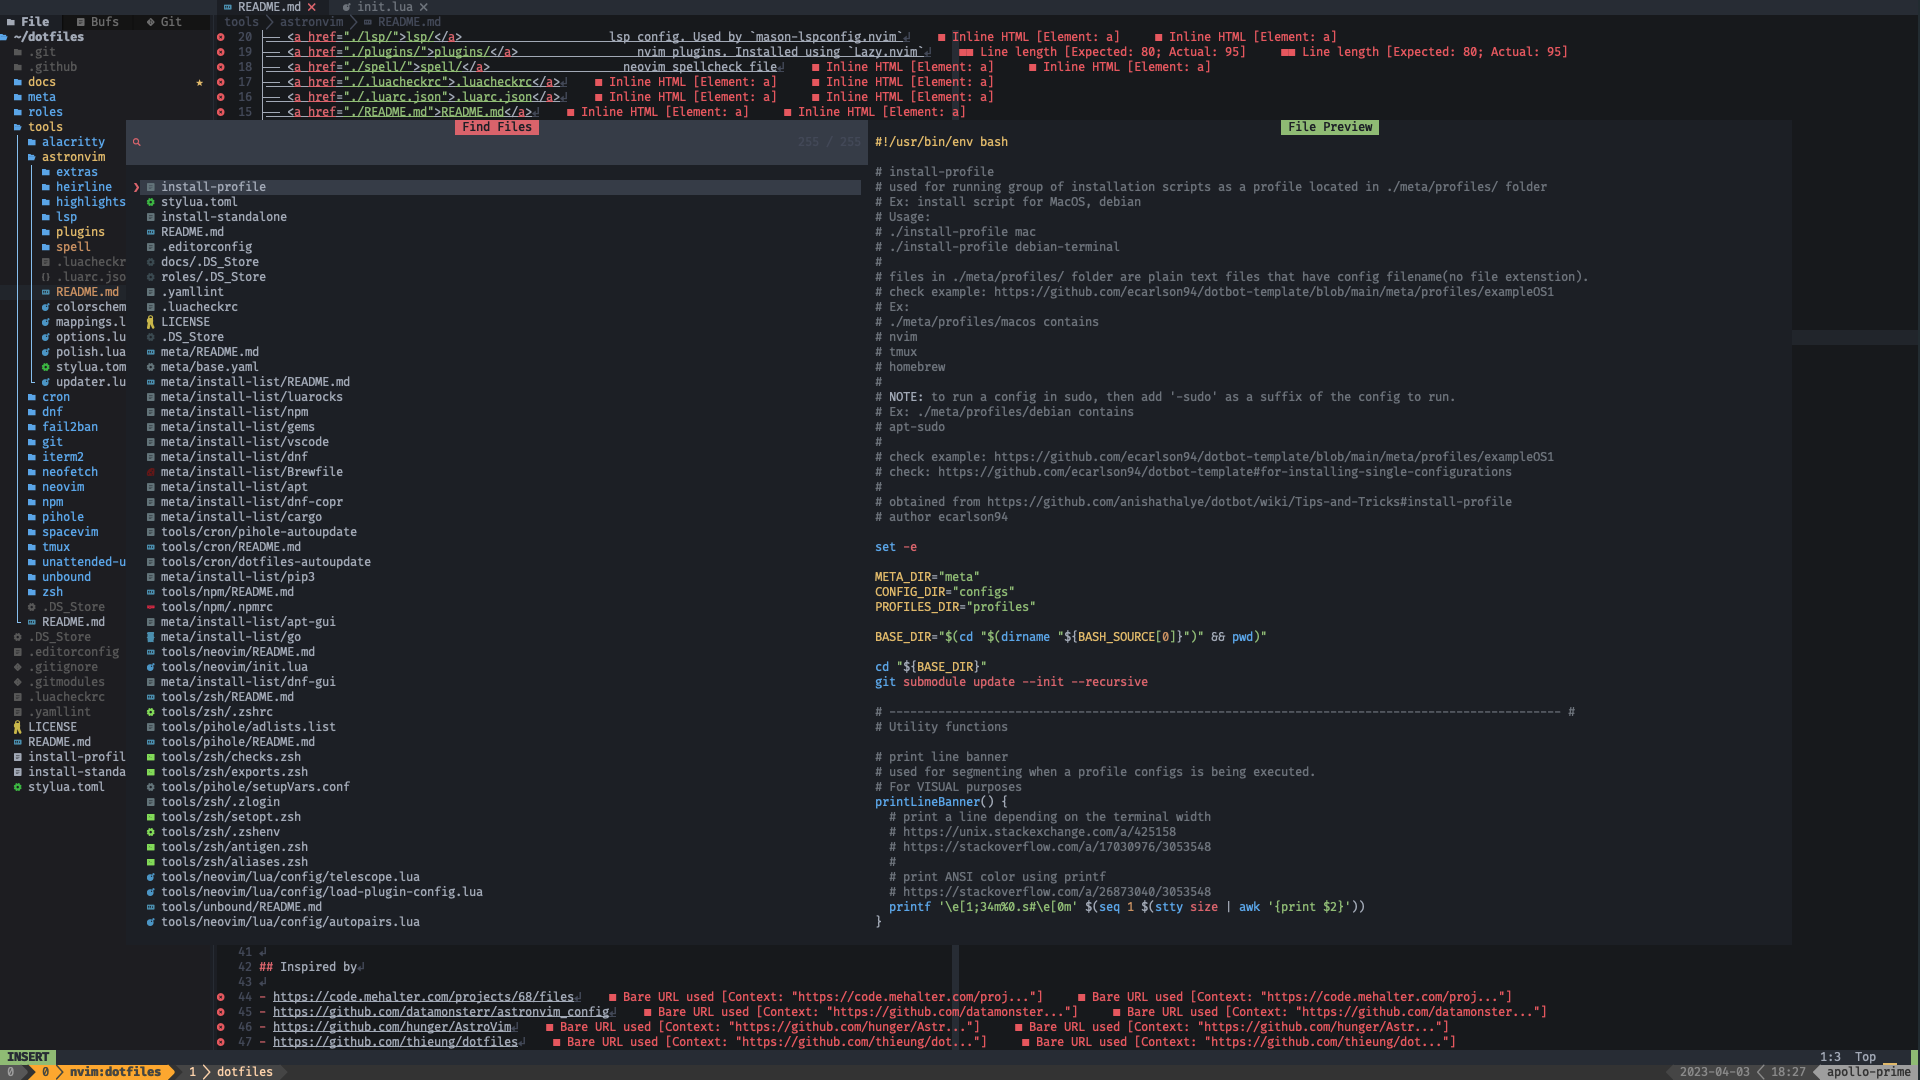 README.md
init.lua
File Bufs Git
tools astronvim README.md
~/dotfiles
.git
.github
docs
meta
roles
tools
alacritty
astronvim
extras
heirline
highlights
lsp
plugins
spell
.luacheckr
.luarc.jso
README.md
colorschem
mappings.l
options.lu
polish.lua
stylua.tom
updater.lu
cron
dnf
fail2ban
git
iterm2
neofetch
neovim
npm
pihole
spacevim
tmux
unattended-u
unbound
zsh
.DS_Store
README.md
.DS_Store
.editorconfig
.gitignore
.gitmodules
.luacheckrc
.yamllint
LICENSE
README.md
install-profil
install-standa
stylua.toml
20 ├── <a href="./lsp/">lsp/</a> lsp config. Used by `mason-lspconfig.nvim` ■ Inline HTML [Element: a] ■ Inline HTML [Element: a]
19 ├── <a href="./plugins/">plugins/</a> nvim plugins. Installed using `Lazy.nvim` ■■ Line length [Expected: 80; Actual: 95] ■■ Line length [Expected: 80; Actual: 95]
18 ├── <a href="./spell/">spell/</a> neovim spellcheck file ■ Inline HTML [Element: a] ■ Inline HTML [Element: a]
17 ├── <a href="./.luacheckrc">.luacheckrc</a> ■ Inline HTML [Element: a] ■ Inline HTML [Element: a]
16 ├── <a href="./.luarc.json">.luarc.json</a> ■ Inline HTML [Element: a] ■ Inline HTML [Element: a]
15 ├── <a href="./README.md">README.md</a> ■ Inline HTML [Element: a] ■ Inline HTML [Element: a]
Find Files
255 / 255
install-profile
stylua.toml
install-standalone
README.md
.editorconfig
docs/.DS_Store
roles/.DS_Store
.yamllint
.luacheckrc
LICENSE
.DS_Store
meta/README.md
meta/base.yaml
meta/install-list/README.md
meta/install-list/luarocks
meta/install-list/npm
meta/install-list/gems
meta/install-list/vscode
meta/install-list/dnf
meta/install-list/Brewfile
meta/install-list/apt
meta/install-list/dnf-copr
meta/install-list/cargo
tools/cron/pihole-autoupdate
tools/cron/README.md
tools/cron/dotfiles-autoupdate
meta/install-list/pip3
tools/npm/README.md
tools/npm/.npmrc
meta/install-list/apt-gui
meta/install-list/go
tools/neovim/README.md
tools/neovim/init.lua
meta/install-list/dnf-gui
tools/zsh/README.md
tools/zsh/.zshrc
tools/pihole/adlists.list
tools/pihole/README.md
tools/zsh/checks.zsh
tools/zsh/exports.zsh
tools/pihole/setupVars.conf
tools/zsh/.zlogin
tools/zsh/setopt.zsh
tools/zsh/.zshenv
tools/zsh/antigen.zsh
tools/zsh/aliases.zsh
tools/neovim/lua/config/telescope.lua
tools/neovim/lua/config/load-plugin-config.lua
tools/unbound/README.md
tools/neovim/lua/config/autopairs.lua
File Preview
#!/usr/bin/env bash
# install-profile
# used for running group of installation scripts as a profile located in ./meta/profiles/ folder
# Ex: install script for MacOS, debian
# Usage:
# ./install-profile mac
# ./install-profile debian-terminal
#
# files in ./meta/profiles/ folder are plain text files that have config filename(no file extenstion).
# check example: https://github.com/ecarlson94/dotbot-template/blob/main/meta/profiles/exampleOS1
# Ex:
# ./meta/profiles/macos contains
# nvim
# tmux
# homebrew
#
# NOTE: to run a config in sudo, then add '-sudo' as a suffix of the config to run.
# Ex: ./meta/profiles/debian contains
# apt-sudo
#
# check example: https://github.com/ecarlson94/dotbot-template/blob/main/meta/profiles/exampleOS1
# check: https://github.com/ecarlson94/dotbot-template#for-installing-single-configurations
#
# obtained from https://github.com/anishathalye/dotbot/wiki/Tips-and-Tricks#install-profile
# author ecarlson94
set -e
META_DIR="meta"
CONFIG_DIR="configs"
PROFILES_DIR="profiles"
BASE_DIR="$(cd "$(dirname "${BASH_SOURCE[0]}")" && pwd)"
cd "${BASE_DIR}"
git submodule update --init --recursive
# ------------------------------------------------------------------------------------------------ #
# Utility functions
# print line banner
# used for segmenting when a profile configs is being executed.
# For VISUAL purposes
printLineBanner() {
# print a line depending on the terminal width
# https://unix.stackexchange.com/a/425158
# https://stackoverflow.com/a/17030976/3053548
#
# print ANSI color using printf
# https://stackoverflow.com/a/26873040/3053548
printf '\e[1;34m%0.s#\e[0m' $(seq 1 $(stty size | awk '{print $2}'))
}
41
42 ## Inspired by
43
44 - https://code.mehalter.com/projects/68/files ■ Bare URL used [Context: "https://code.mehalter.com/proj..."] ■ Bare URL used [Context: "https://code.mehalter.com/proj..."]
45 - https://github.com/datamonsterr/astronvim_config ■ Bare URL used [Context: "https://github.com/datamonster..."] ■ Bare URL used [Context: "https://github.com/datamonster..."]
46 - https://github.com/hunger/AstroVim ■ Bare URL used [Context: "https://github.com/hunger/Astr..."] ■ Bare URL used [Context: "https://github.com/hunger/Astr..."]
47 - https://github.com/thieung/dotfiles ■ Bare URL used [Context: "https://github.com/thieung/dot..."] ■ Bare URL used [Context: "https://github.com/thieung/dot..."]
INSERT 1:3 Top
0 0 nvim:dotfiles 1 dotfiles 2023-04-03 18:27 apollo-prime